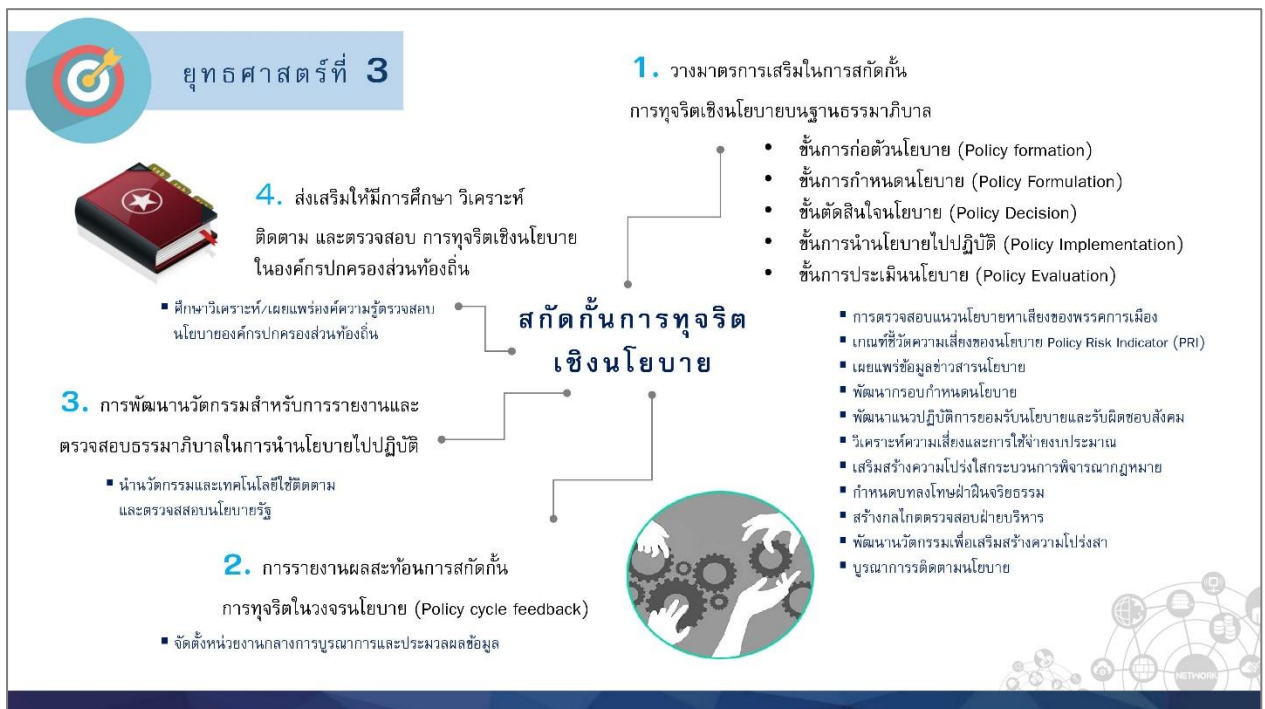 ยุทธศาสตร์ที่ 3
1. วางมาตรการเสริมในการสกัดกั้น
การทุจริตเชิงนโยบายบนฐานธรรมาภิบาล
• ขั้นการก่อตัวนโยบาย (Policy formation)
• ขั้นการกำหนดนโยบาย (Policy Formulation)
• ขั้นตัดสินใจนโยบาย (Policy Decision)
• ขั้นการนำนโยบายไปปฏิบัติ (Policy Implementation)
• ขั้นการประเมินนโยบาย (Policy Evaluation)
▪ การตรวจสอบแนวนโยบายหาเสียงของพรรคการเมือง
▪ เกณฑ์ชี้วัดความเสี่ยงของนโยบาย Policy Risk Indicator (PRI)
▪ เผยแพร่ข้อมูลข่าวสารนโยบาย
▪ พัฒนากรอบกำหนดนโยบาย
▪ พัฒนาแนวปฏิบัติการยอมรับนโยบายและรับผิดชอบสังคม
▪ วิเคราะห์ความเสี่ยงและการใช้จ่ายงบประมาณ
▪ เสริมสร้างความโปร่งใสกระบวนการพิจารณากฎหมาย
▪ กำหนดบทลงโทษฝ่าฝืนจริยธรรม
▪ สร้างกลไกตรวจสอบฝ่ายบริหาร
▪ พัฒนานวัตกรรมเพื่อเสริมสร้างความโปร่งสา
▪ บูรณาการรติดตามนโยบาย
4. ส่งเสริมให้มีการศึกษา วิเคราะห์
ติดตาม และตรวจสอบ การทุจริตเชิงนโยบาย
ในองค์กรปกครองส่วนท้องถิ่น
▪ ศึกษาวิเคราะห์/เผยแพร่องค์ความรู้ตรวจสอบ
นโยบายองค์กรปกครองส่วนท้องถิ่น
สกัดกั้นการทุจริต
เชิงนโยบาย
3. การพัฒนานวัตกรรมสำหรับการรายงานและ
ตรวจสอบธรรมาภิบาลในการนำนโยบายไปปฏิบัติ
▪ นำนวัตกรรมและเทคโนโลยีใช้ติดตาม
และตรวจสสอบนโยบายรัฐ
2. การรายงานผลสะท้อนการสกัดกั้น
การทุจริตในวงจรนโยบาย (Policy cycle feedback)
▪ จัดตั้งหน่วยงานกลางการบูรณาการและประมวลผลข้อมูล
NETWORK